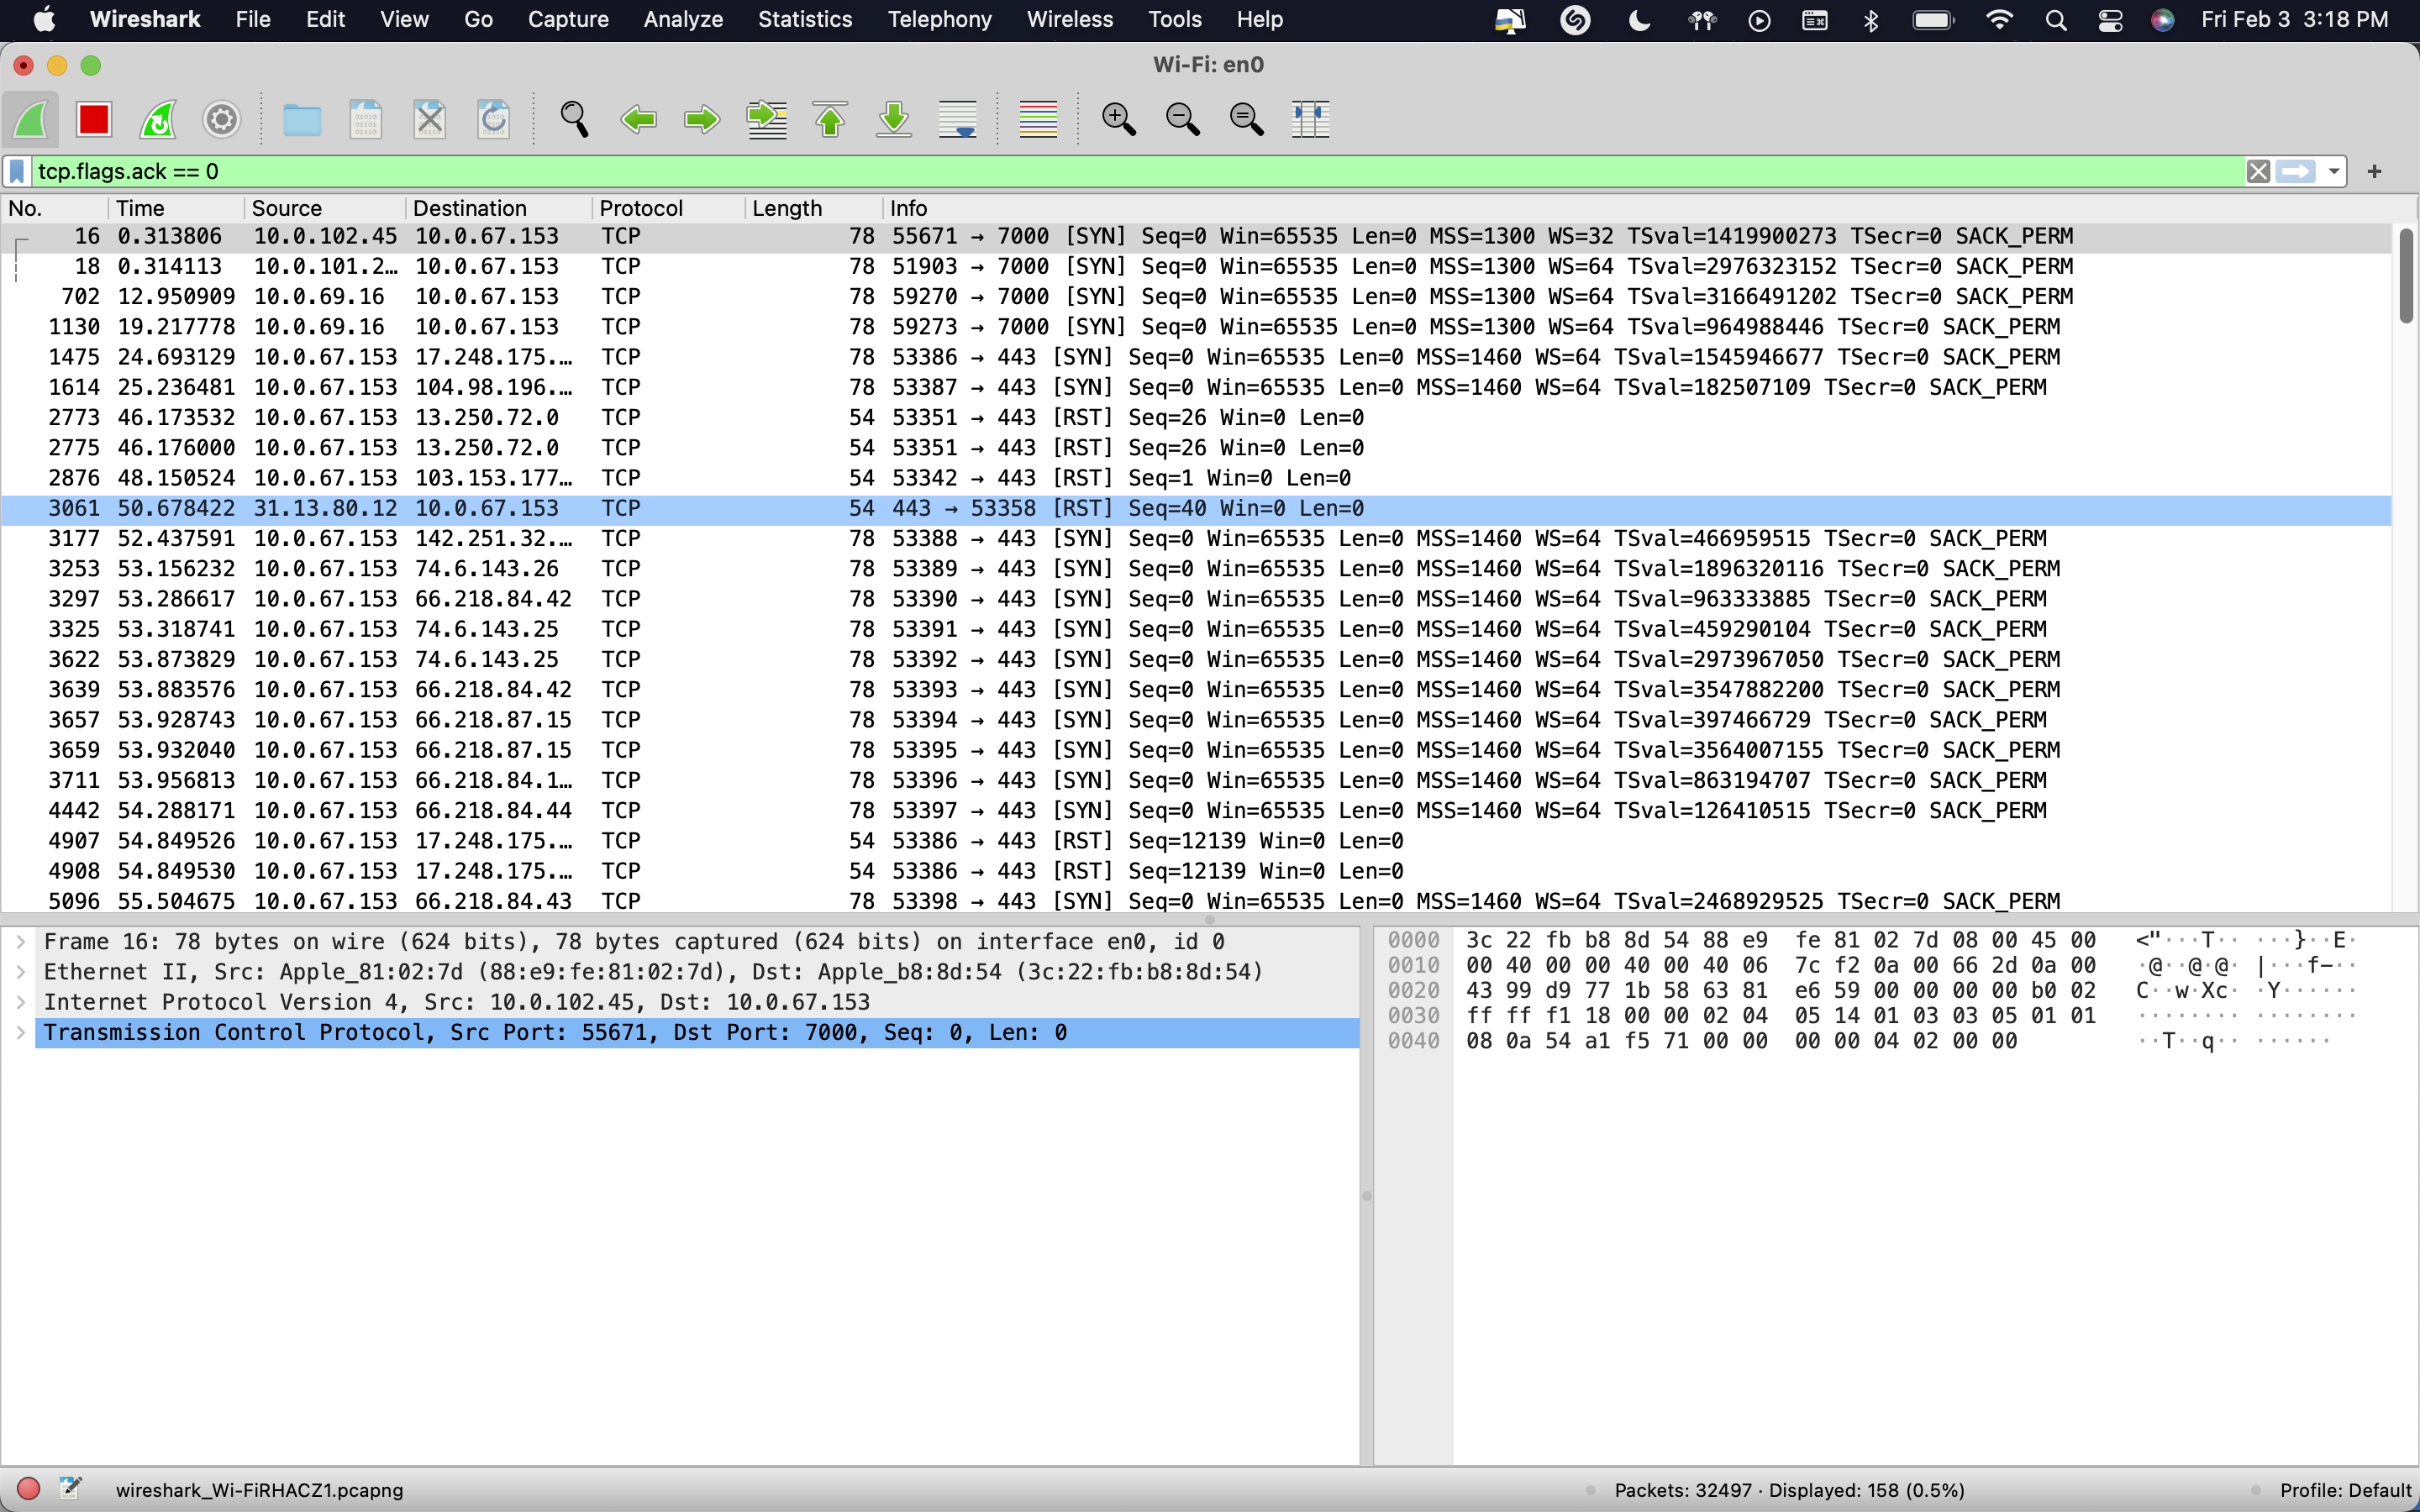 Wireshark File Edit View Go Capture Analyze Statistics Telephony Wireless Tools Help Fri Feb 3 3:18 PM
Wi-Fi: en0
tcp.flags.ack == 0
No. Time Source Destination Protocol Length Info
16 0.313806 10.0.102.45 10.0.67.153 TCP 78 55671 → 7000 [SYN] Seq=0 Win=65535 Len=0 MSS=1300 WS=32 TSval=1419900273 TSecr=0 SACK_PERM
18 0.314113 10.0.101.2… 10.0.67.153 TCP 78 51903 → 7000 [SYN] Seq=0 Win=65535 Len=0 MSS=1300 WS=64 TSval=2976323152 TSecr=0 SACK_PERM
702 12.950909 10.0.69.16 10.0.67.153 TCP 78 59270 → 7000 [SYN] Seq=0 Win=65535 Len=0 MSS=1300 WS=64 TSval=3166491202 TSecr=0 SACK_PERM
1130 19.217778 10.0.69.16 10.0.67.153 TCP 78 59273 → 7000 [SYN] Seq=0 Win=65535 Len=0 MSS=1300 WS=64 TSval=964988446 TSecr=0 SACK_PERM
1475 24.693129 10.0.67.153 17.248.175.… TCP 78 53386 → 443 [SYN] Seq=0 Win=65535 Len=0 MSS=1460 WS=64 TSval=1545946677 TSecr=0 SACK_PERM
1614 25.236481 10.0.67.153 104.98.196.… TCP 78 53387 → 443 [SYN] Seq=0 Win=65535 Len=0 MSS=1460 WS=64 TSval=182507109 TSecr=0 SACK_PERM
2773 46.173532 10.0.67.153 13.250.72.0 TCP 54 53351 → 443 [RST] Seq=26 Win=0 Len=0
2775 46.176000 10.0.67.153 13.250.72.0 TCP 54 53351 → 443 [RST] Seq=26 Win=0 Len=0
2876 48.150524 10.0.67.153 103.153.177… TCP 54 53342 → 443 [RST] Seq=1 Win=0 Len=0
3061 50.678422 31.13.80.12 10.0.67.153 TCP 54 443 → 53358 [RST] Seq=40 Win=0 Len=0
3177 52.437591 10.0.67.153 142.251.32.… TCP 78 53388 → 443 [SYN] Seq=0 Win=65535 Len=0 MSS=1460 WS=64 TSval=466959515 TSecr=0 SACK_PERM
3253 53.156232 10.0.67.153 74.6.143.26 TCP 78 53389 → 443 [SYN] Seq=0 Win=65535 Len=0 MSS=1460 WS=64 TSval=1896320116 TSecr=0 SACK_PERM
3297 53.286617 10.0.67.153 66.218.84.42 TCP 78 53390 → 443 [SYN] Seq=0 Win=65535 Len=0 MSS=1460 WS=64 TSval=963333885 TSecr=0 SACK_PERM
3325 53.318741 10.0.67.153 74.6.143.25 TCP 78 53391 → 443 [SYN] Seq=0 Win=65535 Len=0 MSS=1460 WS=64 TSval=459290104 TSecr=0 SACK_PERM
3622 53.873829 10.0.67.153 74.6.143.25 TCP 78 53392 → 443 [SYN] Seq=0 Win=65535 Len=0 MSS=1460 WS=64 TSval=2973967050 TSecr=0 SACK_PERM
3639 53.883576 10.0.67.153 66.218.84.42 TCP 78 53393 → 443 [SYN] Seq=0 Win=65535 Len=0 MSS=1460 WS=64 TSval=3547882200 TSecr=0 SACK_PERM
3657 53.928743 10.0.67.153 66.218.87.15 TCP 78 53394 → 443 [SYN] Seq=0 Win=65535 Len=0 MSS=1460 WS=64 TSval=397466729 TSecr=0 SACK_PERM
3659 53.932040 10.0.67.153 66.218.87.15 TCP 78 53395 → 443 [SYN] Seq=0 Win=65535 Len=0 MSS=1460 WS=64 TSval=3564007155 TSecr=0 SACK_PERM
3711 53.956813 10.0.67.153 66.218.84.1… TCP 78 53396 → 443 [SYN] Seq=0 Win=65535 Len=0 MSS=1460 WS=64 TSval=863194707 TSecr=0 SACK_PERM
4442 54.288171 10.0.67.153 66.218.84.44 TCP 78 53397 → 443 [SYN] Seq=0 Win=65535 Len=0 MSS=1460 WS=64 TSval=126410515 TSecr=0 SACK_PERM
4907 54.849526 10.0.67.153 17.248.175.… TCP 54 53386 → 443 [RST] Seq=12139 Win=0 Len=0
4908 54.849530 10.0.67.153 17.248.175.… TCP 54 53386 → 443 [RST] Seq=12139 Win=0 Len=0
5096 55.504675 10.0.67.153 66.218.84.43 TCP 78 53398 → 443 [SYN] Seq=0 Win=65535 Len=0 MSS=1460 WS=64 TSval=2468929525 TSecr=0 SACK_PERM
Frame 16: 78 bytes on wire (624 bits), 78 bytes captured (624 bits) on interface en0, id 0
Ethernet II, Src: Apple_81:02:7d (88:e9:fe:81:02:7d), Dst: Apple_b8:8d:54 (3c:22:fb:b8:8d:54)
Internet Protocol Version 4, Src: 10.0.102.45, Dst: 10.0.67.153
Transmission Control Protocol, Src Port: 55671, Dst Port: 7000, Seq: 0, Len: 0
0000 3c 22 fb b8 8d 54 88 e9 fe 81 02 7d 08 00 45 00 <"···T·· ···}··E·
0010 00 40 00 00 40 00 40 06 7c f2 0a 00 66 2d 0a 00 ·@··@·@· |···f-··
0020 43 99 d9 77 1b 58 63 81 e6 59 00 00 00 00 b0 02 C··w·Xc· ·Y······
0030 ff ff f1 18 00 00 02 04 05 14 01 03 03 05 01 01 ········ ········
0040 08 0a 54 a1 f5 71 00 00 00 00 04 02 00 00 ··T··q·· ······
wireshark_Wi-FiRHACZ1.pcapng Packets: 32497 · Displayed: 158 (0.5%) Profile: Default